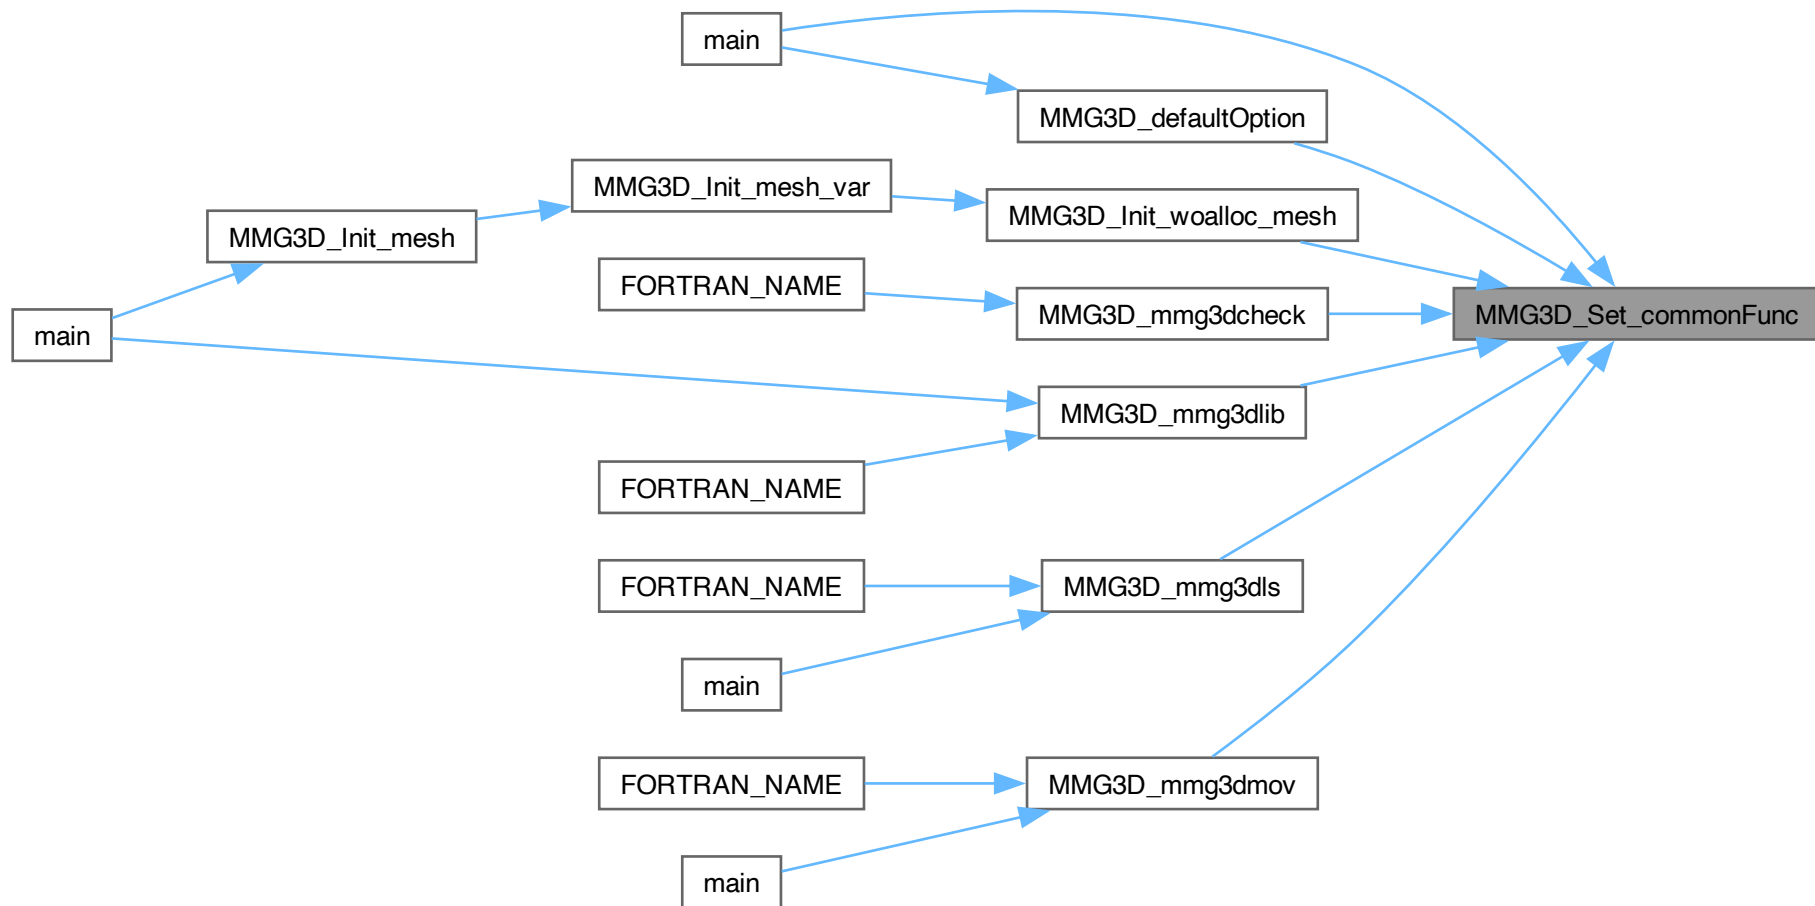 main
MMG3D_defaultOption
MMG3D_Init_mesh_var
MMG3D_Init_woalloc_mesh
MMG3D_Init_mesh
FORTRAN_NAME
MMG3D_mmg3dcheck
MMG3D_Set_commonFunc
main
MMG3D_mmg3dlib
FORTRAN_NAME
FORTRAN_NAME
MMG3D_mmg3dls
main
FORTRAN_NAME
MMG3D_mmg3dmov
main